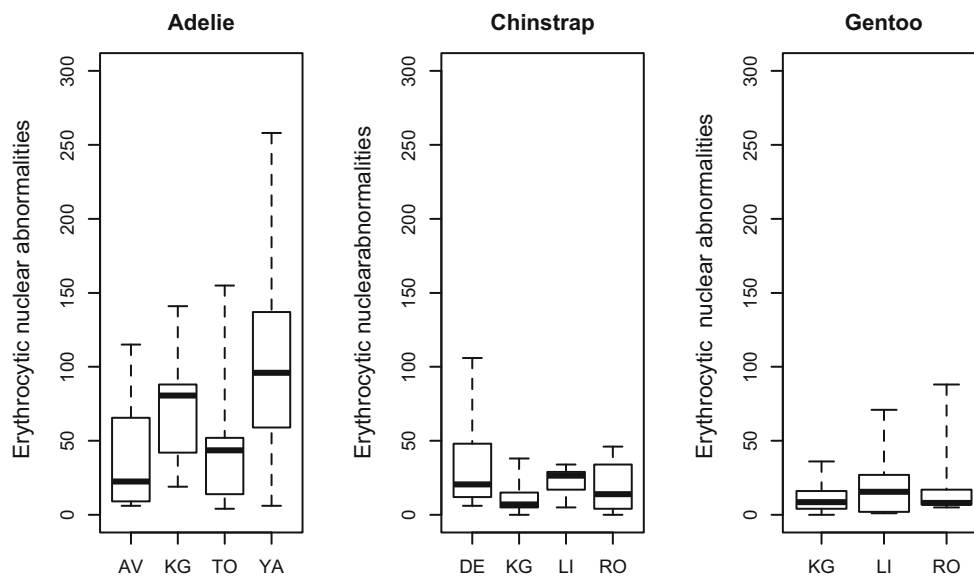 Adelie
Erythrocytic nuclear abnormalities
300
250
200
150
100
50
0
AV KG TO YA
Chinstrap
Erythrocytic nuclearabnormalities
300
250
200
150
100
50
0
DE KG LI RO
Gentoo
Erythrocytic nuclear abnormalities
300
250
200
150
100
50
0
KG LI RO